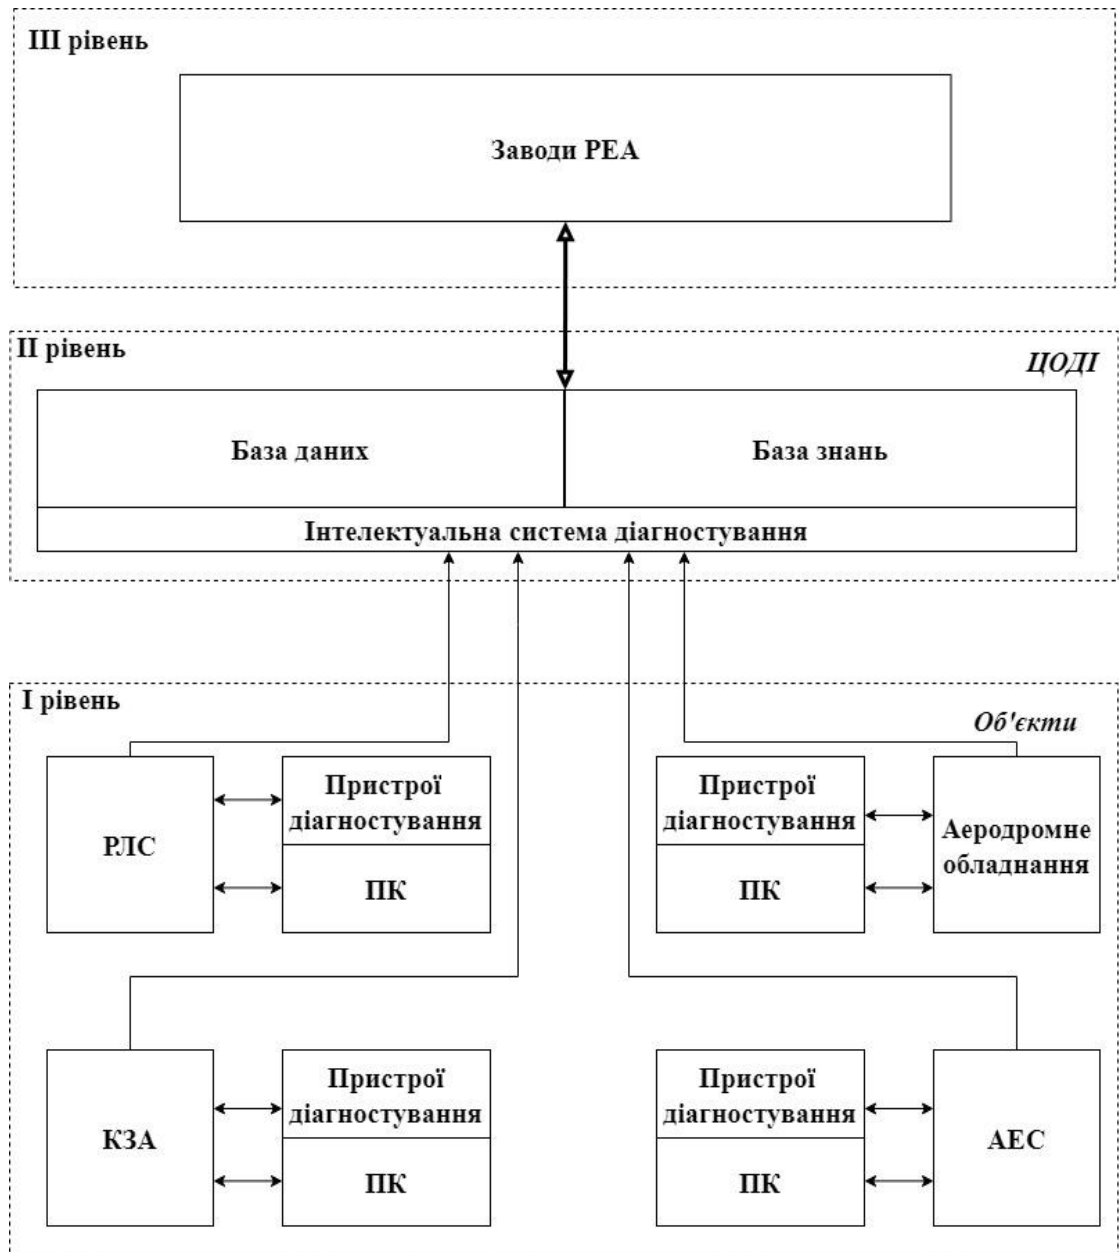 III рівень
Заводи РЕА
II рівень
ЦОДІ
База даних
База знань
Інтелектуальна система діагностування
I рівень
Об'єкти
РЛС
Пристрої
діагностування
ПК
Пристрої
діагностування
ПК
Аеродромне
обладнання
КЗА
Пристрої
діагностування
ПК
Пристрої
діагностування
ПК
АЕС